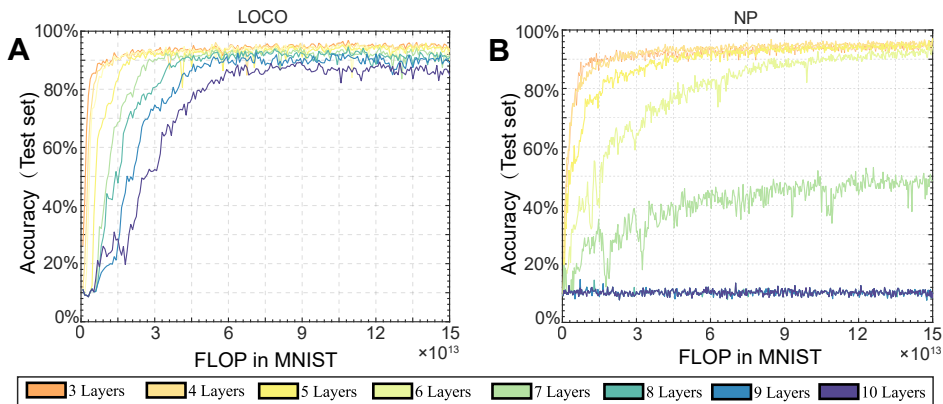 LOCO
NP
A
B
100%
80%
60%
40%
20%
0%
Accuracy（Test set)
0
3
6
9
12
15
×10¹³
FLOP in MNIST
100%
80%
60%
40%
20%
0%
Accuracy（Test set)
0
3
6
9
12
15
×10¹³
FLOP in MNIST
3 Layers
4 Layers
5 Layers
6 Layers
7 Layers
8 Layers
9 Layers
10 Layers